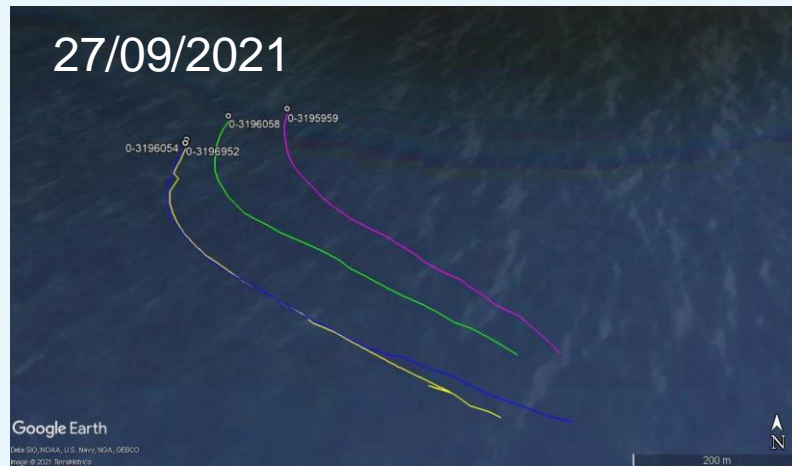 27/09/2021
0-3196058
0-3195959
0-3196054
0-3196952
Google Earth
Data SIO, NOAA, U.S. Navy, NGA, GEBCO
Image © 2021 TerraMetrics
N
200 m